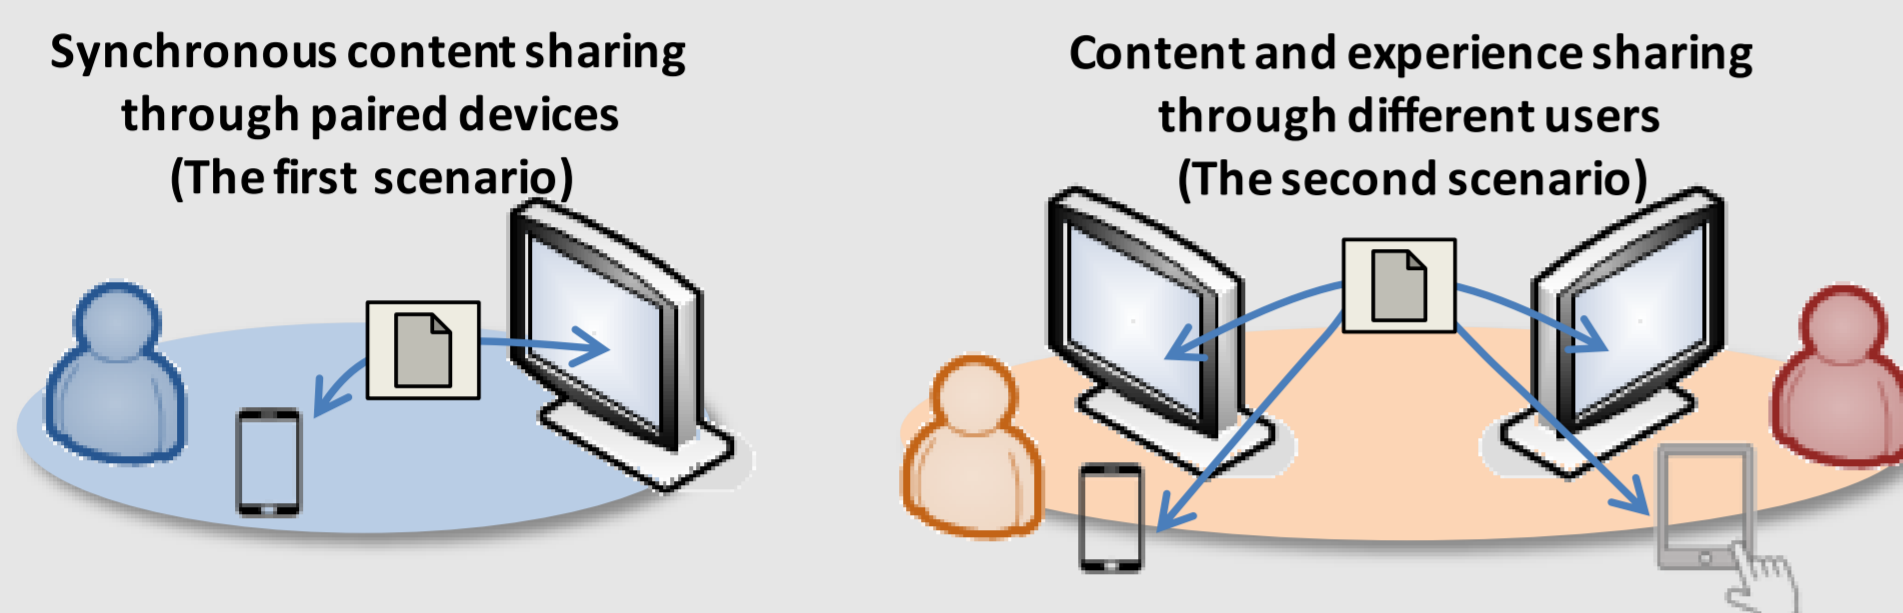 Synchronous content sharing
through paired devices
(The first scenario)
Content and experience sharing
through different users
(The second scenario)